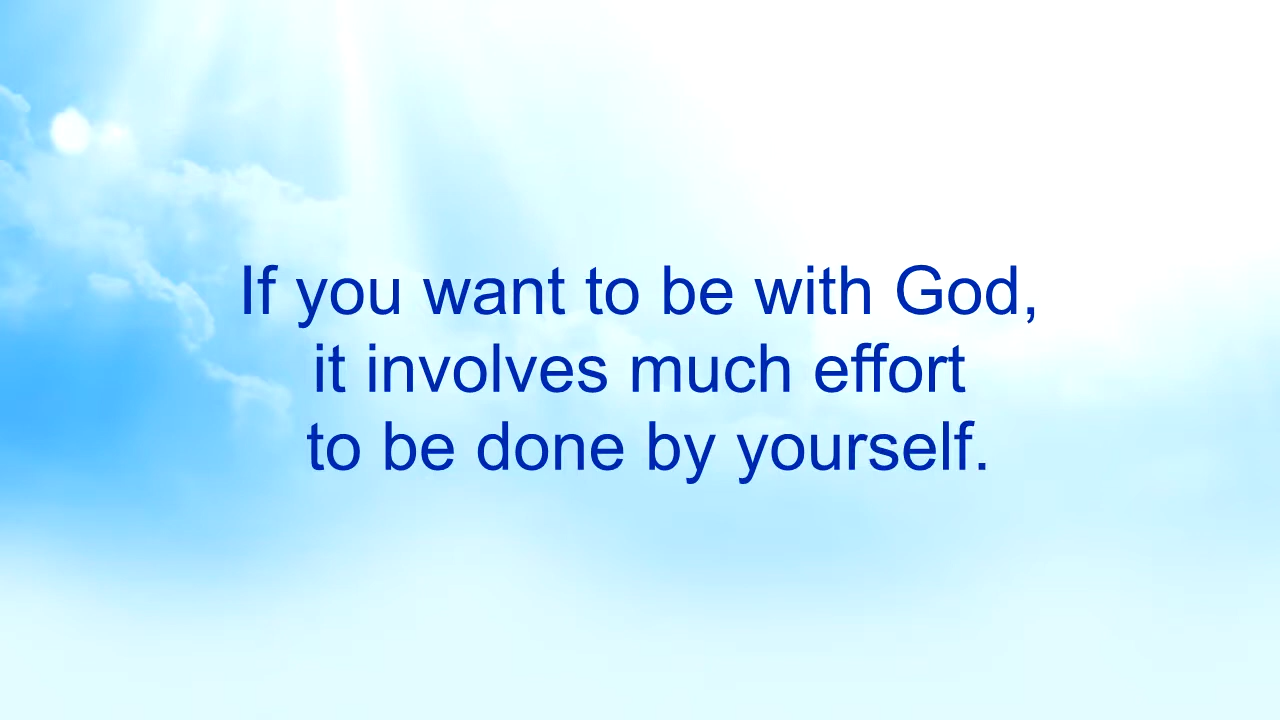 If you want to be with God,
it involves much effort
to be done by yourself.